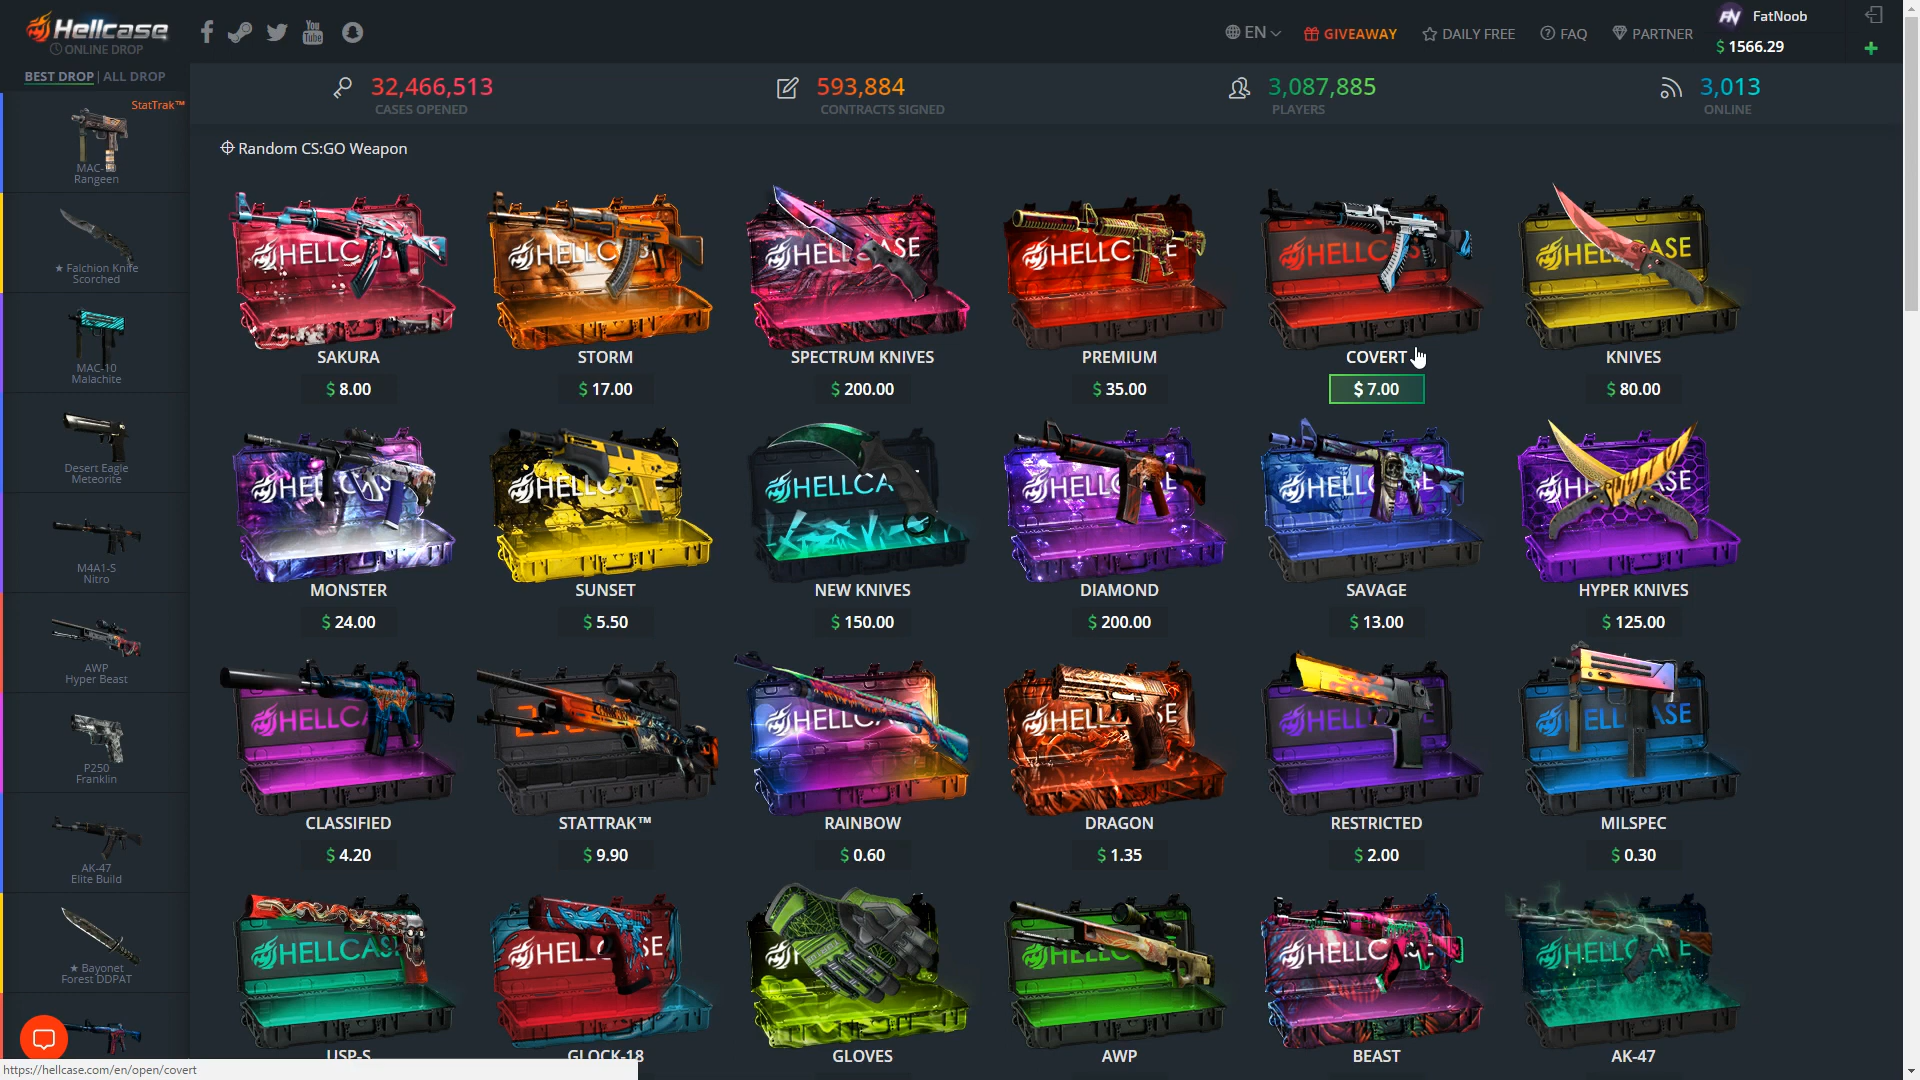 Hellcase
ONLINE DROP
You
Tube
EN
GIVEAWAY
DAILY FREE
FAQ
PARTNER
FN
FatNoob
$ 1566.29
BEST DROP | ALL DROP
32,466,513
CASES OPENED
593,884
CONTRACTS SIGNED
3,087,885
PLAYERS
3,013
ONLINE
Random CS:GO Weapon
StatTrak™
MAC-10
Rangeen
★ Falchion Knife
Scorched
MAC-10
Malachite
Desert Eagle
Meteorite
M4A1-S
Nitro
AWP
Hyper Beast
P250
Franklin
AK-47
Elite Build
★ Bayonet
Forest DDPAT
SAKURA
$ 8.00
STORM
$ 17.00
SPECTRUM KNIVES
$ 200.00
PREMIUM
$ 35.00
COVERT
$ 7.00
KNIVES
$ 80.00
MONSTER
$ 24.00
SUNSET
$ 5.50
NEW KNIVES
$ 150.00
DIAMOND
$ 200.00
SAVAGE
$ 13.00
HYPER KNIVES
$ 125.00
CLASSIFIED
$ 4.20
STATTRAK™
$ 9.90
RAINBOW
$ 0.60
DRAGON
$ 1.35
RESTRICTED
$ 2.00
MILSPEC
$ 0.30
USP-S
GLOCK-18
GLOVES
AWP
BEAST
AK-47
https://hellcase.com/en/open/covert